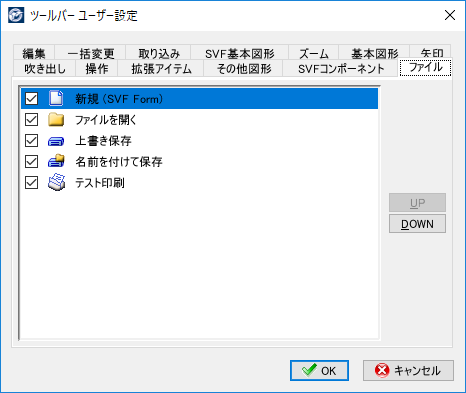 ツールバー ユーザー設定
編集 一括変更 取り込み SVF基本図形 ズーム 基本図形 矢印
吹き出し 操作 拡張アイテム その他図形 SVFコンポーネント ファイル
新規 (SVF Form)
ファイルを開く
上書き保存
名前を付けて保存
テスト印刷
UP
DOWN
OK キャンセル